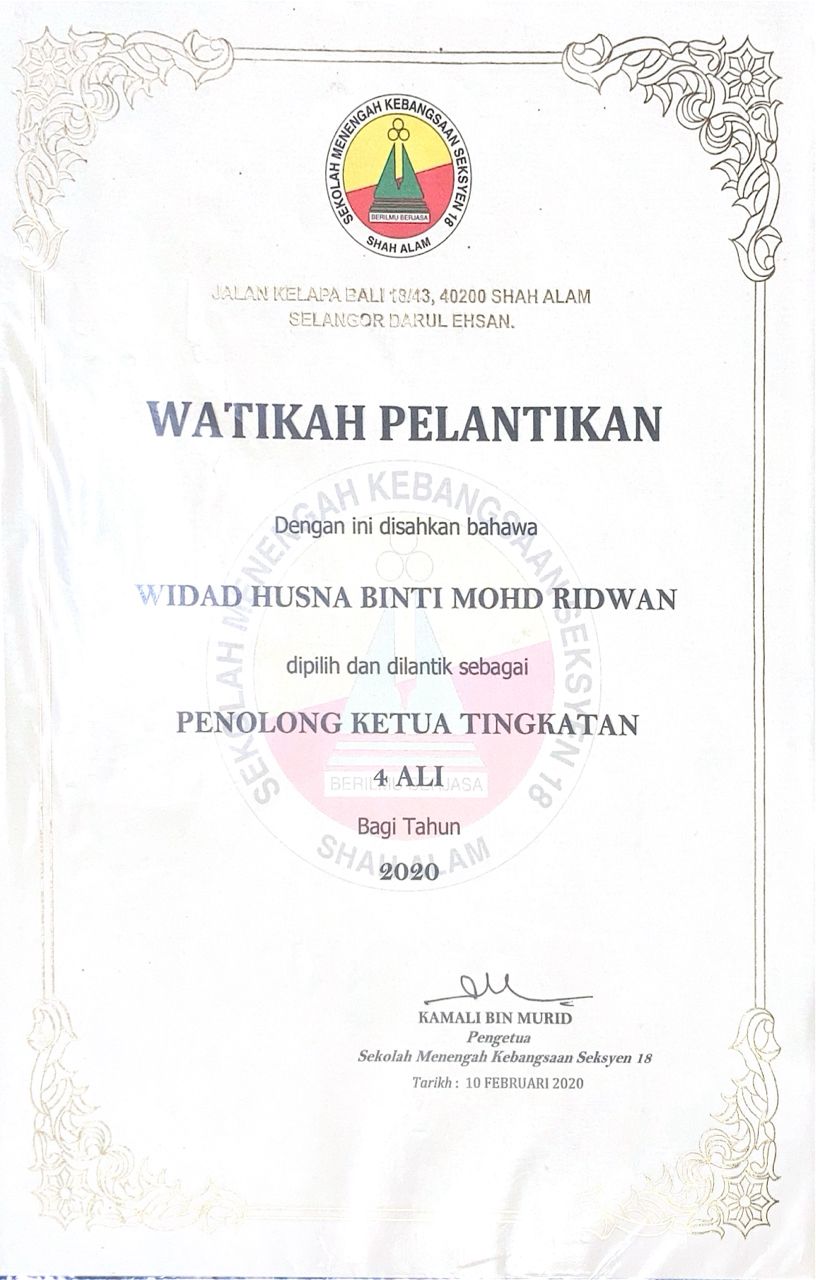 SEKOLAH MENENGAH KEBANGSAAN SEKSYEN 18
BERILMU BERJASA
SHAH ALAM
JALAN KELAPA BALI 18/43, 40200 SHAH ALAM
SELANGOR DARUL EHSAN.
WATIKAH PELANTIKAN
Dengan ini disahkan bahawa
WIDAD HUSNA BINTI MOHD RIDWAN
dipilih dan dilantik sebagai
PENOLONG KETUA TINGKATAN
4 ALI
Bagi Tahun
2020
SEKOLAH MENENGAH KEBANGSAAN SEKSYEN 18
BERILMU BERJASA
SHAH ALAM
KAMALI BIN MURID
Pengetua
Sekolah Menengah Kebangsaan Seksyen 18
Tarikh : 10 FEBRUARI 2020